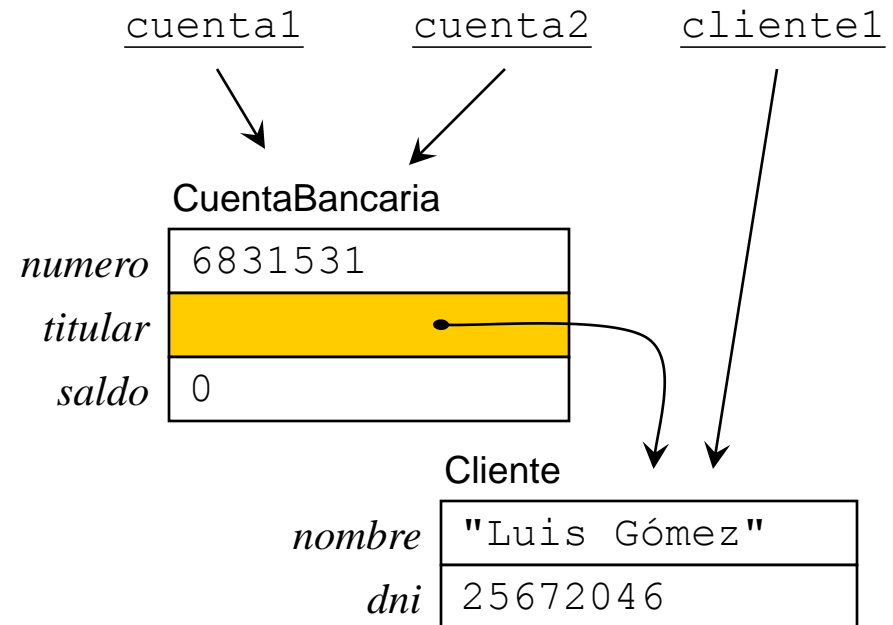 cuenta1 cuenta2 cliente1
CuentaBancaria
numero 6831531
titular
saldo 0
Cliente
nombre "Luis Gómez"
dni 25672046